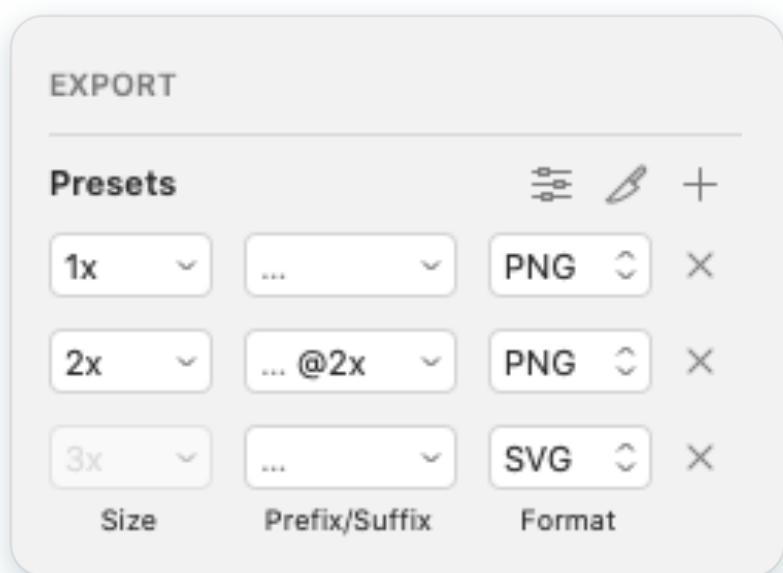 EXPORT
Presets
1x ... PNG
2x ... @2x PNG
3x ... SVG
Size Prefix/Suffix Format